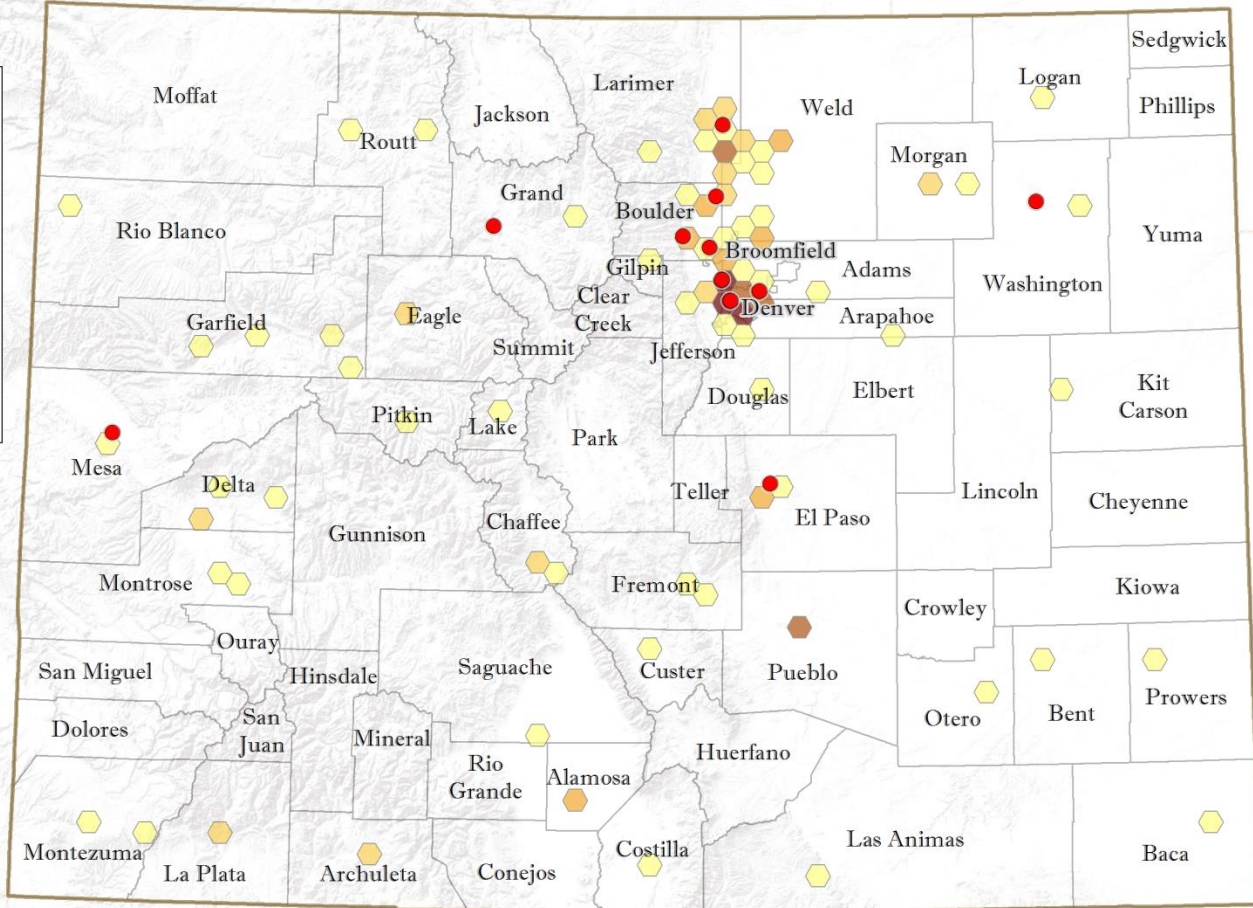 Sedgwick
Logan
Moffat
Larimer
Jackson
Weld
Phillips
Routt
Morgan
Grand
Boulder
Rio Blanco
Yuma
Broomfield
Gilpin
Adams
Washington
Clear
Creek
Denver
Arapahoe
Eagle
Garfield
Summit
Jefferson
Kit
Carson
Douglas
Elbert
Pitkin
Lake
Park
Mesa
Delta
Teller
Lincoln
Cheyenne
El Paso
Chaffee
Gunnison
Montrose
Fremont
Kiowa
Crowley
Ouray
San Miguel
Hinsdale
Saguache
Custer
Pueblo
Prowers
Otero
Bent
Dolores
San
Juan
Mineral
Huerfano
Rio
Grande
Alamosa
Montezuma
La Plata
Archuleta
Conejos
Costilla
Las Animas
Baca